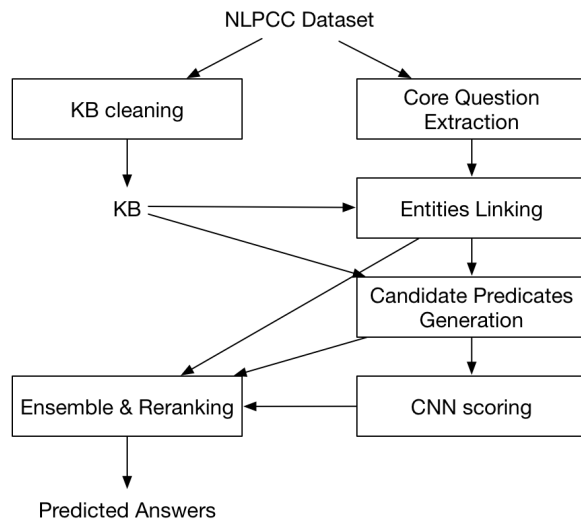 NLPCC Dataset
KB cleaning
Core Question
Extraction
KB
Entities Linking
Candidate Predicates
Generation
Ensemble & Reranking
CNN scoring
Predicted Answers